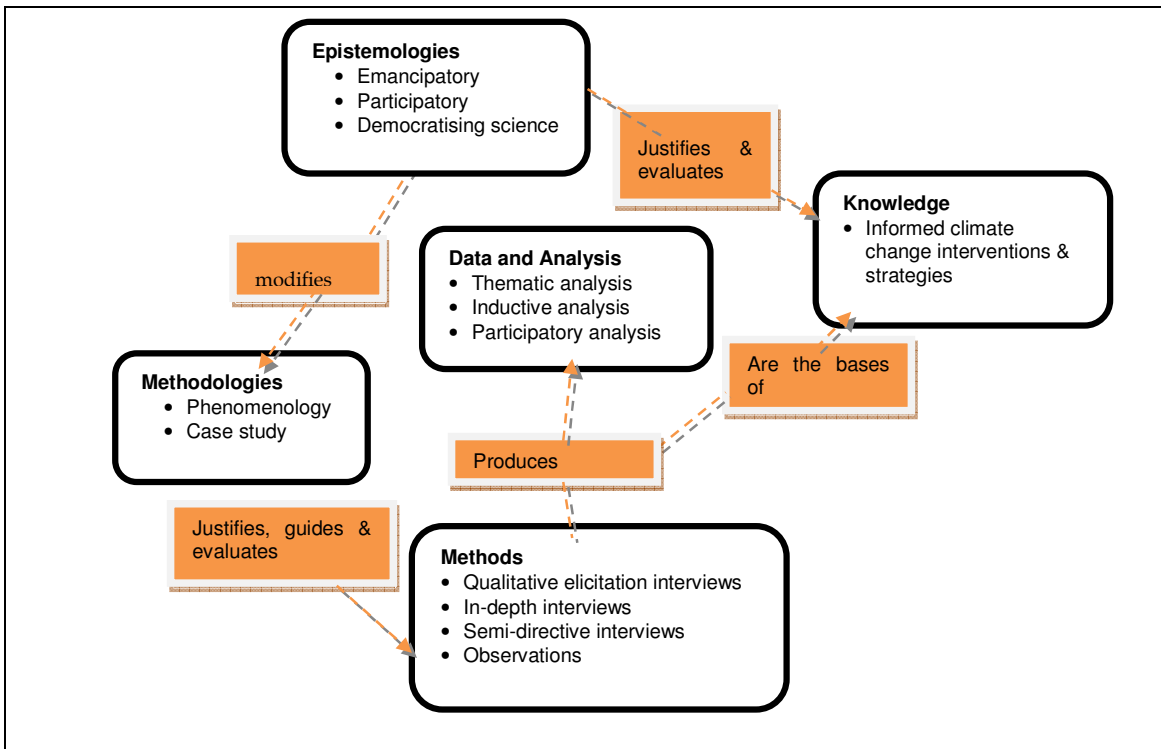 Epistemologies
• Emancipatory
• Participatory
• Democratising science
Justifies &
evaluates
Knowledge
• Informed climate
change interventions &
strategies
modifies
Data and Analysis
• Thematic analysis
• Inductive analysis
• Participatory analysis
Are the bases
of
Methodologies
• Phenomenology
• Case study
Produces
Justifies, guides &
evaluates
Methods
• Qualitative elicitation interviews
• In-depth interviews
• Semi-directive interviews
• Observations